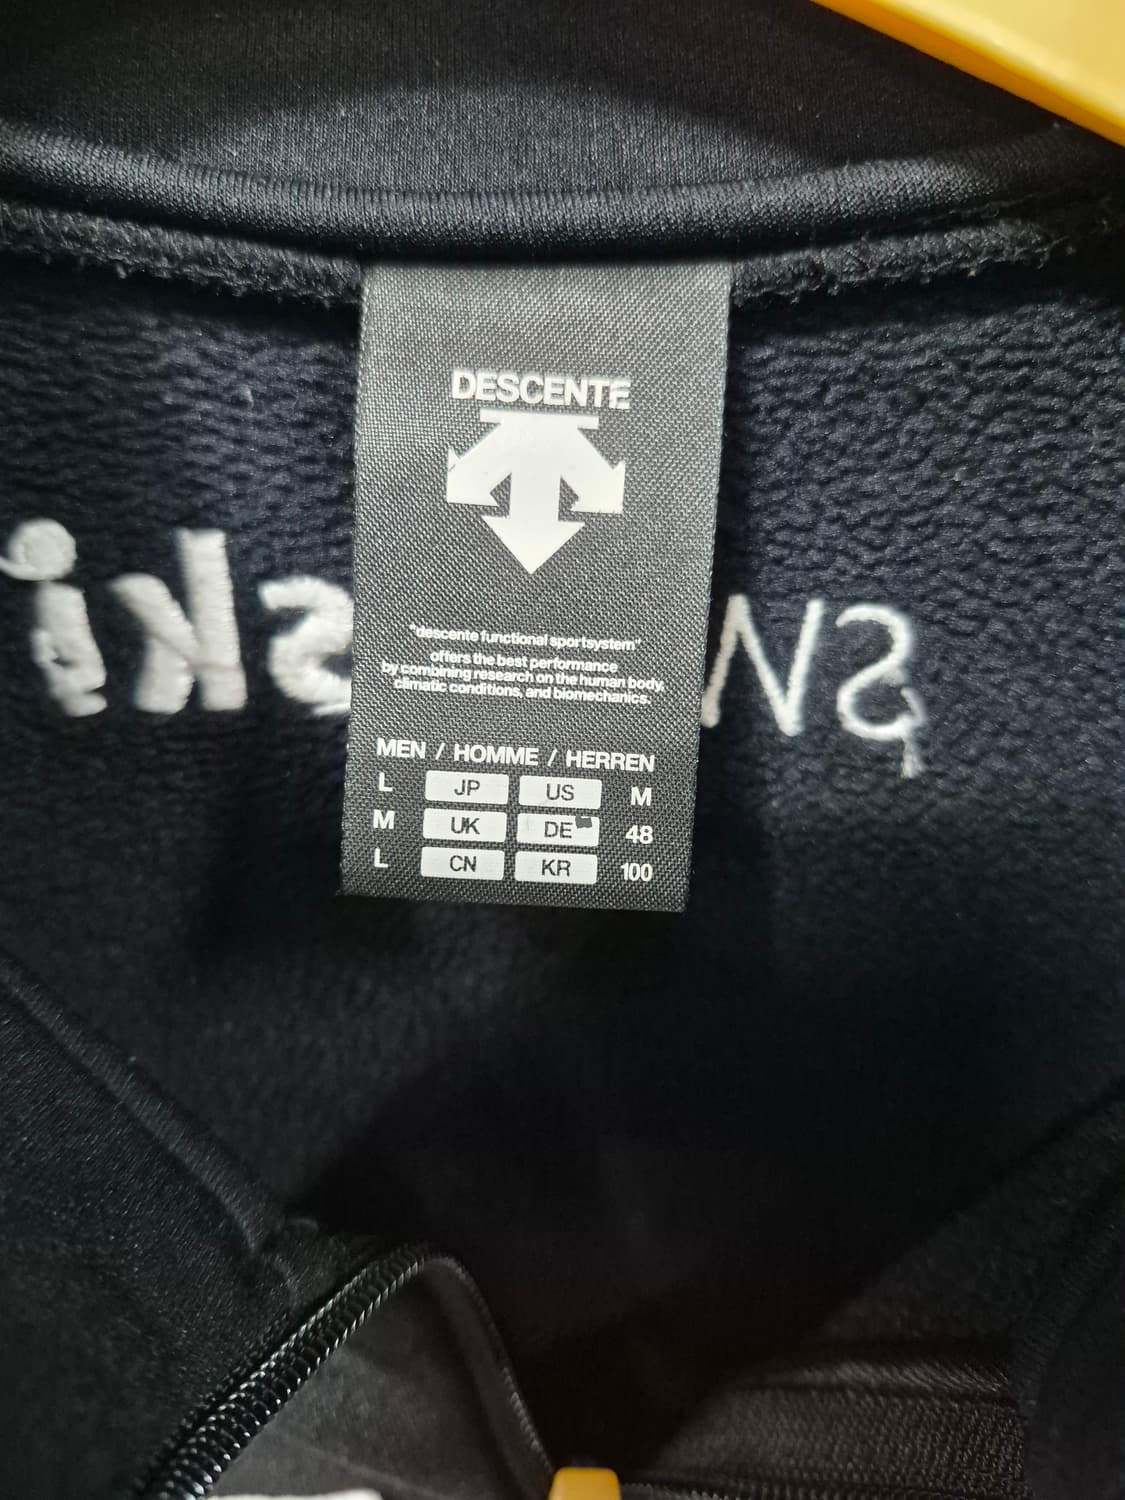 DESCENTE
"descente functional sportsystem"
offers the best performance
by combining research on the human body,
climatic conditions, and biomechanics.
MEN / HOMME / HERREN
L JP US M
M UK DE 48
L CN KR 100